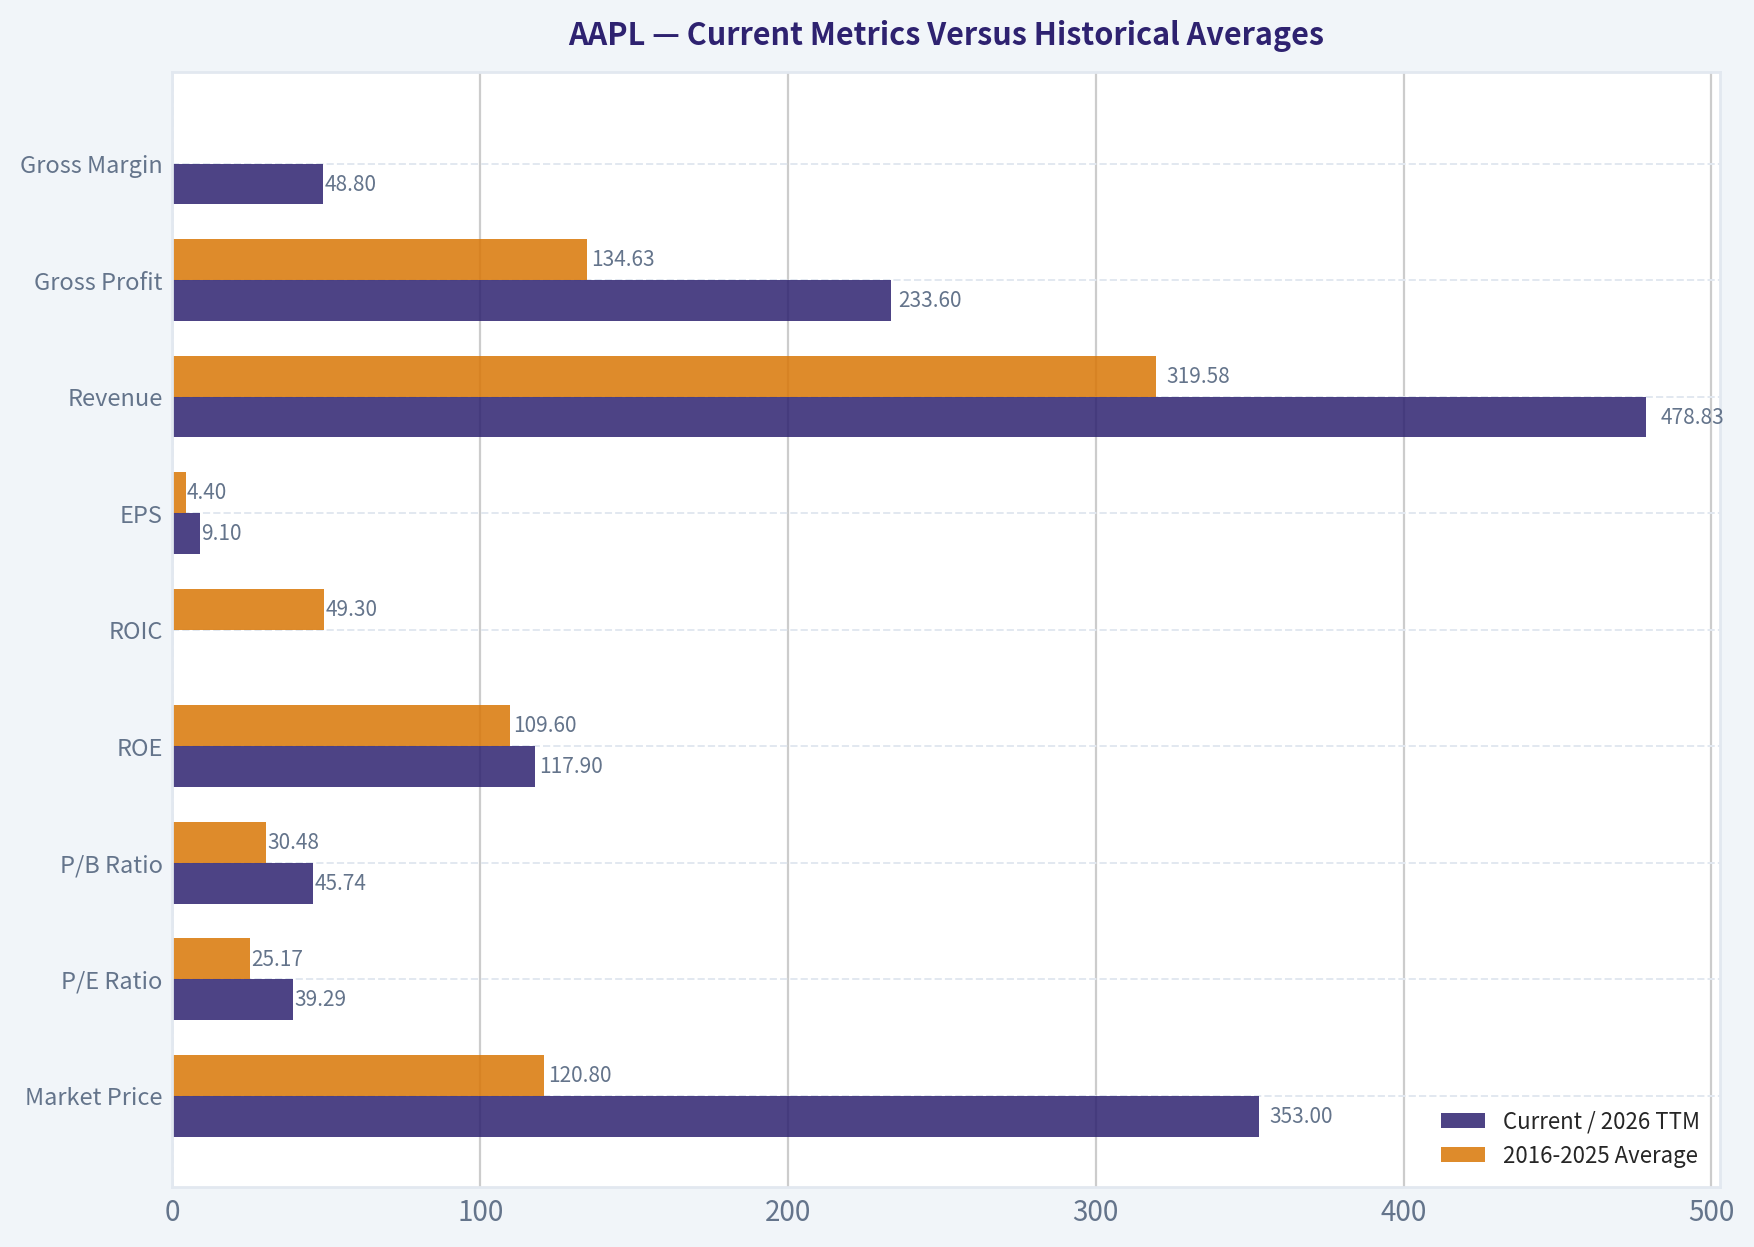 AAPL — Current Metrics Versus Historical Averages
Gross Margin
48.80
134.63
Gross Profit
233.60
319.58
Revenue
478.83
4.40
EPS
9.10
49.30
ROIC
109.60
ROE
117.90
30.48
P/B Ratio
45.74
25.17
P/E Ratio
39.29
120.80
Market Price
353.00
Current / 2026 TTM
2016-2025 Average
0 100 200 300 400 500